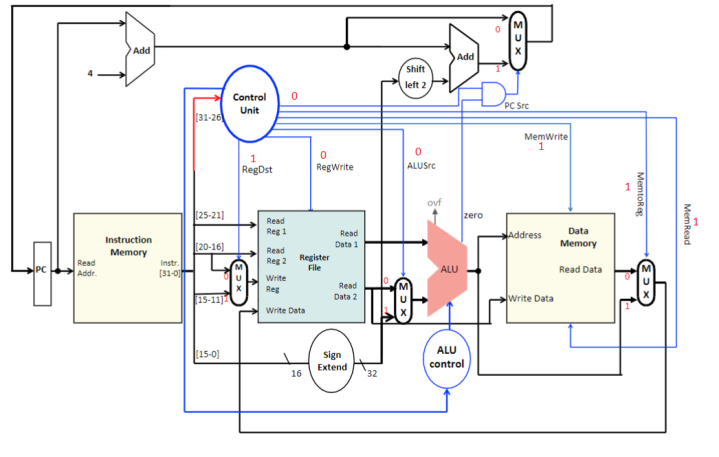 0
M
U
X
1
Add
4
Add
Shift
left 2
PC Src
Control
Unit
0
[31-26]
1
RegDst
0
RegWrite
0
ALUSrc
MemWrite
1
1
MemtoReg
1
MemRead
[25-21]
[20-16]
[15-11]
[15-0]
PC
Instruction
Memory
Read
Addr.
Instr.
[31-0]
0
M
U
X
1
Read
Reg 1
Read
Reg 2
Write
Reg
Write Data
Register
File
Read
Data 1
Read
Data 2
0
M
U
X
1
ovf
zero
ALU
ALU
control
Sign
Extend
16
32
Data
Memory
Address
Read Data
Write Data
M
U
X
0
1